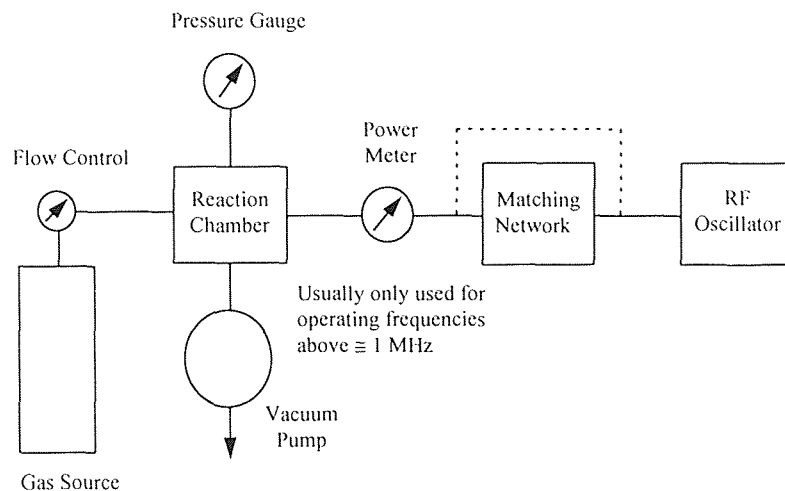 Pressure Gauge
Flow Control
Power
Meter
Reaction
Chamber
Matching
Network
RF
Oscillator
Usually only used for
operating frequencies
above ≅ 1 MHz
Vacuum
Pump
Gas Source